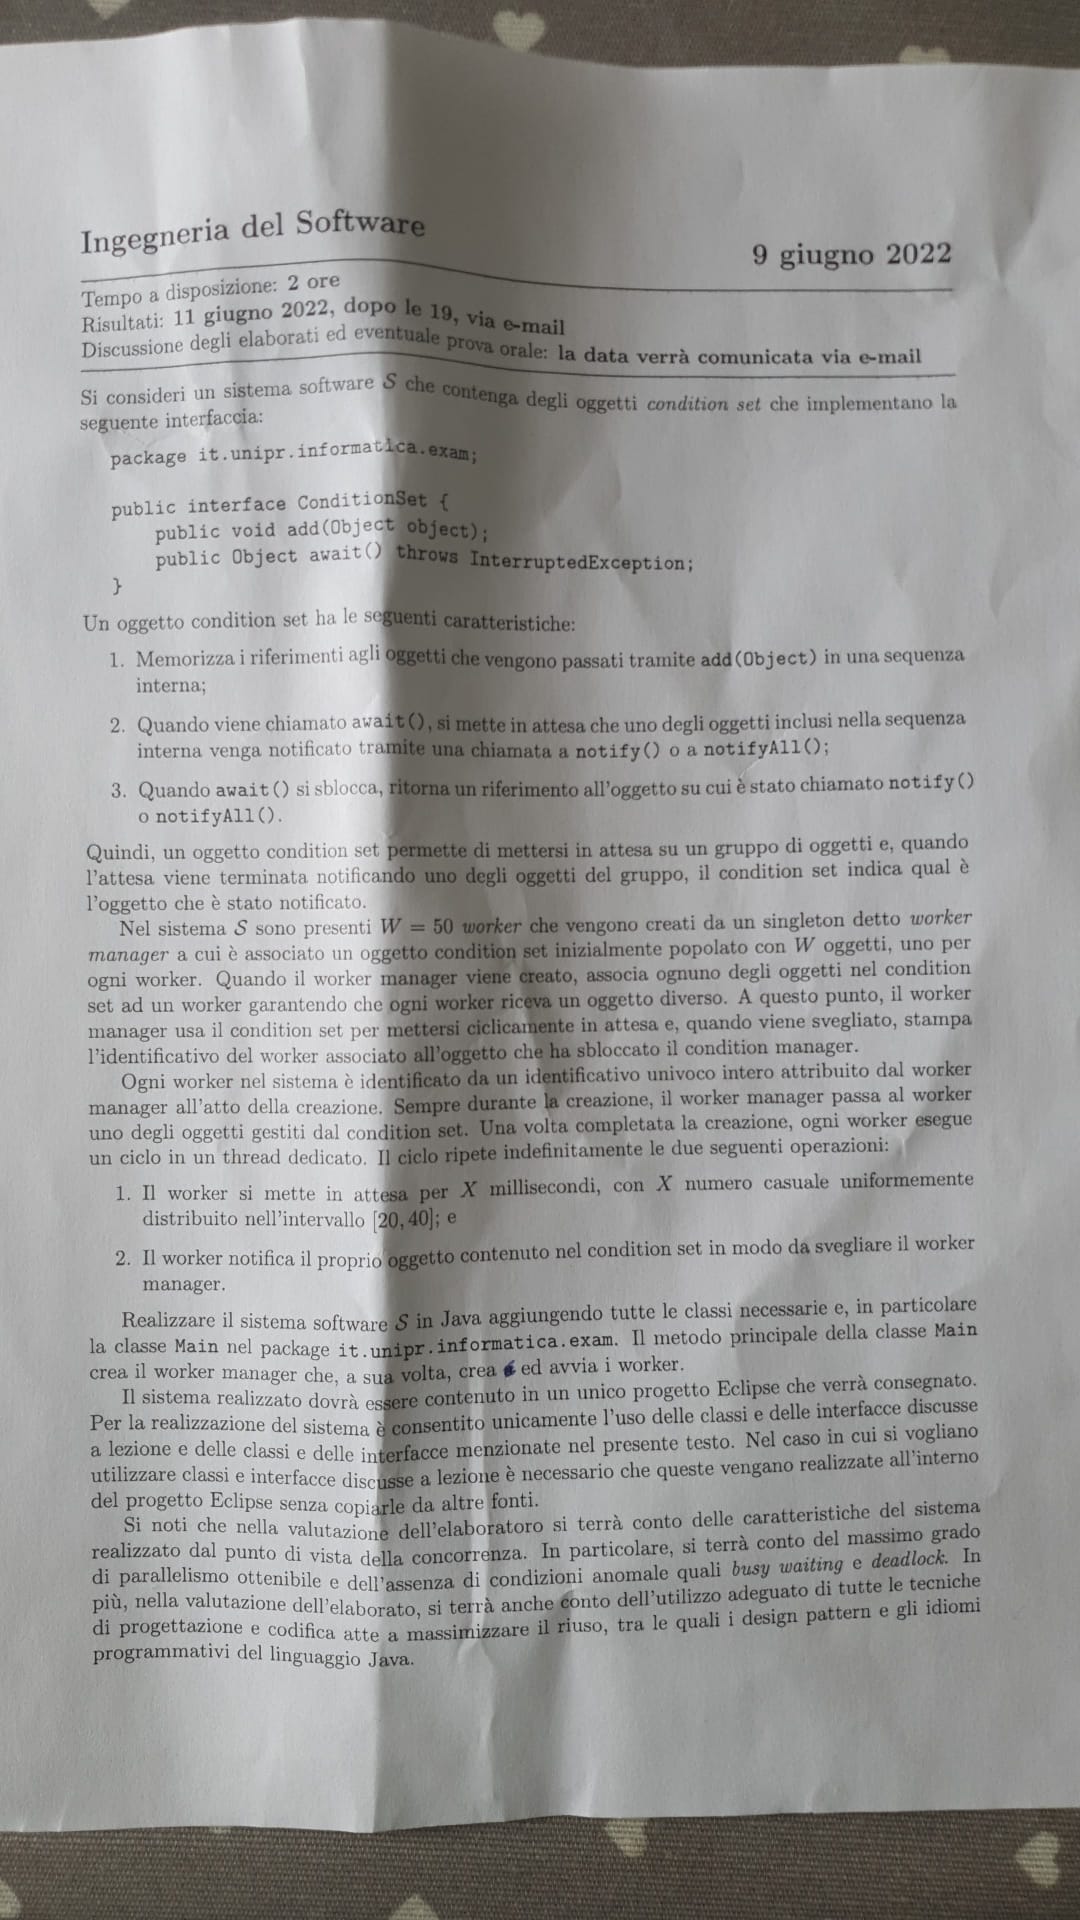 Ingegneria del Software
9 giugno 2022
Tempo a disposizione: 2 ore
Risultati: 11 giugno 2022, dopo le 19, via e-mail
Discussione degli elaborati ed eventuale prova orale: la data verrà comunicata via e-mail
Si consideri un sistema software S che contenga degli oggetti condition set che implementano la
seguente interfaccia:
package it.unipr.informatica.exam;
public interface ConditionSet {
public void add(Object object);
public Object await() throws InterruptedException;
}
Un oggetto condition set ha le seguenti caratteristiche:
1. Memorizza i riferimenti agli oggetti che vengono passati tramite add(Object) in una sequenza
interna;
2. Quando viene chiamato await(), si mette in attesa che uno degli oggetti inclusi nella sequenza
interna venga notificato tramite una chiamata a notify() o a notifyAll();
3. Quando await() si sblocca, ritorna un riferimento all'oggetto su cui è stato chiamato notify()
o notifyAll().
Quindi, un oggetto condition set permette di mettersi in attesa su un gruppo di oggetti e, quando
l'attesa viene terminata notificando uno degli oggetti del gruppo, il condition set indica qual è
l'oggetto che è stato notificato.
Nel sistema S sono presenti W = 50 worker che vengono creati da un singleton detto worker
manager a cui è associato un oggetto condition set inizialmente popolato con W oggetti, uno per
ogni worker. Quando il worker manager viene creato, associa ognuno degli oggetti nel condition
set ad un worker garantendo che ogni worker riceva un oggetto diverso. A questo punto, il worker
manager usa il condition set per mettersi ciclicamente in attesa e, quando viene svegliato, stampa
l'identificativo del worker associato all'oggetto che ha sbloccato il condition manager.
Ogni worker nel sistema è identificato da un identificativo univoco intero attribuito dal worker
manager all'atto della creazione. Sempre durante la creazione, il worker manager passa al worker
uno degli oggetti gestiti dal condition set. Una volta completata la creazione, ogni worker esegue
un ciclo in un thread dedicato. Il ciclo ripete indefinitamente le due seguenti operazioni:
1. Il worker si mette in attesa per X millisecondi, con X numero casuale uniformemente
distribuito nell'intervallo [20, 40]; e
2. Il worker notifica il proprio oggetto contenuto nel condition set in modo da svegliare il worker
manager.
Realizzare il sistema software S in Java aggiungendo tutte le classi necessarie e, in particolare
la classe Main nel package it.unipr.informatica.exam. Il metodo principale della classe Main
crea il worker manager che, a sua volta, crea ed avvia i worker.
Il sistema realizzato dovrà essere contenuto in un unico progetto Eclipse che verrà consegnato.
Per la realizzazione del sistema è consentito unicamente l'uso delle classi e delle interfacce discusse
a lezione e delle classi e delle interfacce menzionate nel presente testo. Nel caso in cui si vogliano
utilizzare classi e interfacce discusse a lezione è necessario che queste vengano realizzate all'interno
del progetto Eclipse senza copiarle da altre fonti.
Si noti che nella valutazione dell'elaboratoro si terrà conto delle caratteristiche del sistema
realizzato dal punto di vista della concorrenza. In particolare, si terrà conto del massimo grado
di parallelismo ottenibile e dell'assenza di condizioni anomale quali busy waiting e deadlock. In
più, nella valutazione dell'elaborato, si terrà anche conto dell'utilizzo adeguato di tutte le tecniche
di progettazione e codifica atte a massimizzare il riuso, tra le quali i design pattern e gli idiomi
programmativi del linguaggio Java.